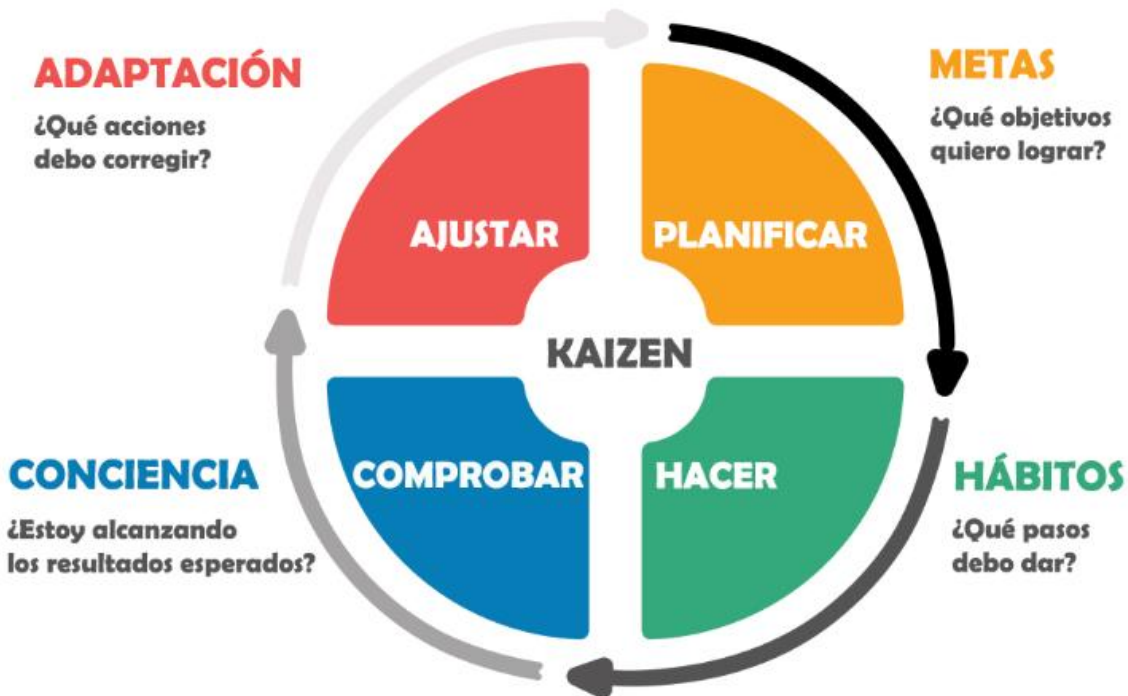 ADAPTACIÓN
¿Qué acciones
debo corregir?
METAS
¿Qué objetivos
quiero lograr?
AJUSTAR
PLANIFICAR
KAIZEN
COMPROBAR
HACER
CONCIENCIA
¿Estoy alcanzando
los resultados esperados?
HÁBITOS
¿Qué pasos
debo dar?